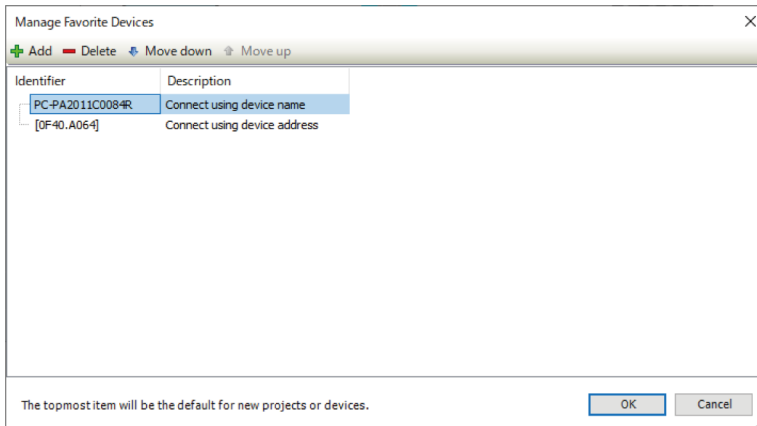 Manage Favorite Devices
Add Delete Move down Move up
Identifier Description
PC-PA2011C0084R Connect using device name
[0F40.A064] Connect using device address
The topmost item will be the default for new projects or devices.
OK Cancel